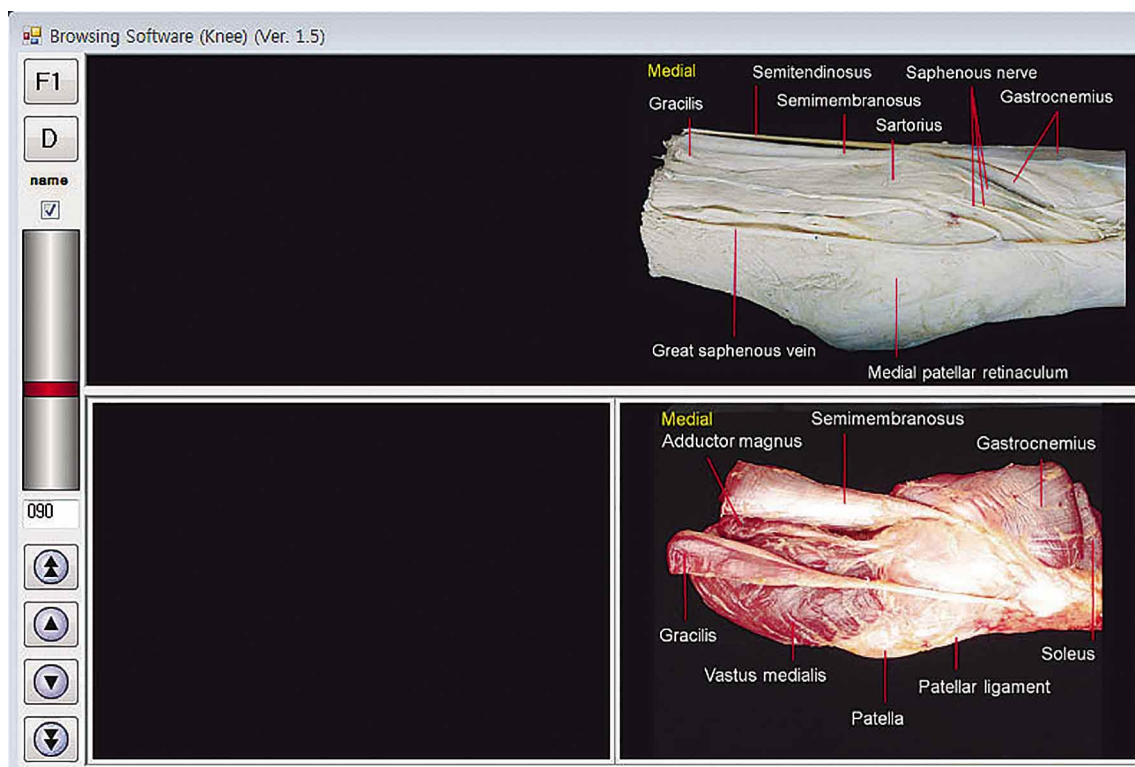 Browsing Software (Knee) (Ver. 1.5)
F1
D
name
090
Medial
Semitendinosus
Saphenous nerve
Gracilis
Semimembranosus
Gastrocnemius
Sartorius
Great saphenous vein
Medial patellar retinaculum
Medial
Semimembranosus
Adductor magnus
Gastrocnemius
Gracilis
Soleus
Vastus medialis
Patellar ligament
Patella